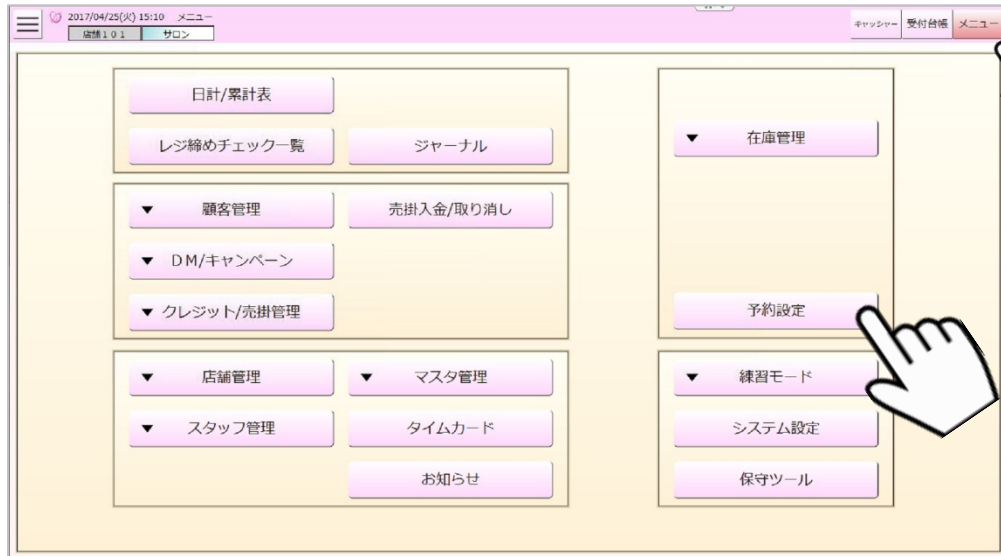 2017/04/25(火) 15:10 メニュー
店舗101 サロン
キャッシャー 受付台帳 メニュー
日計/累計表
レジ締めチェック一覧 ジャーナル
▼ 顧客管理 売掛入金/取り消し
▼ DM/キャンペーン
▼ クレジット/売掛管理
▼ 店舗管理 ▼ マスタ管理
▼ スタッフ管理 タイムカード
お知らせ
▼ 在庫管理
予約設定
▼ 練習モード
システム設定
保守ツール